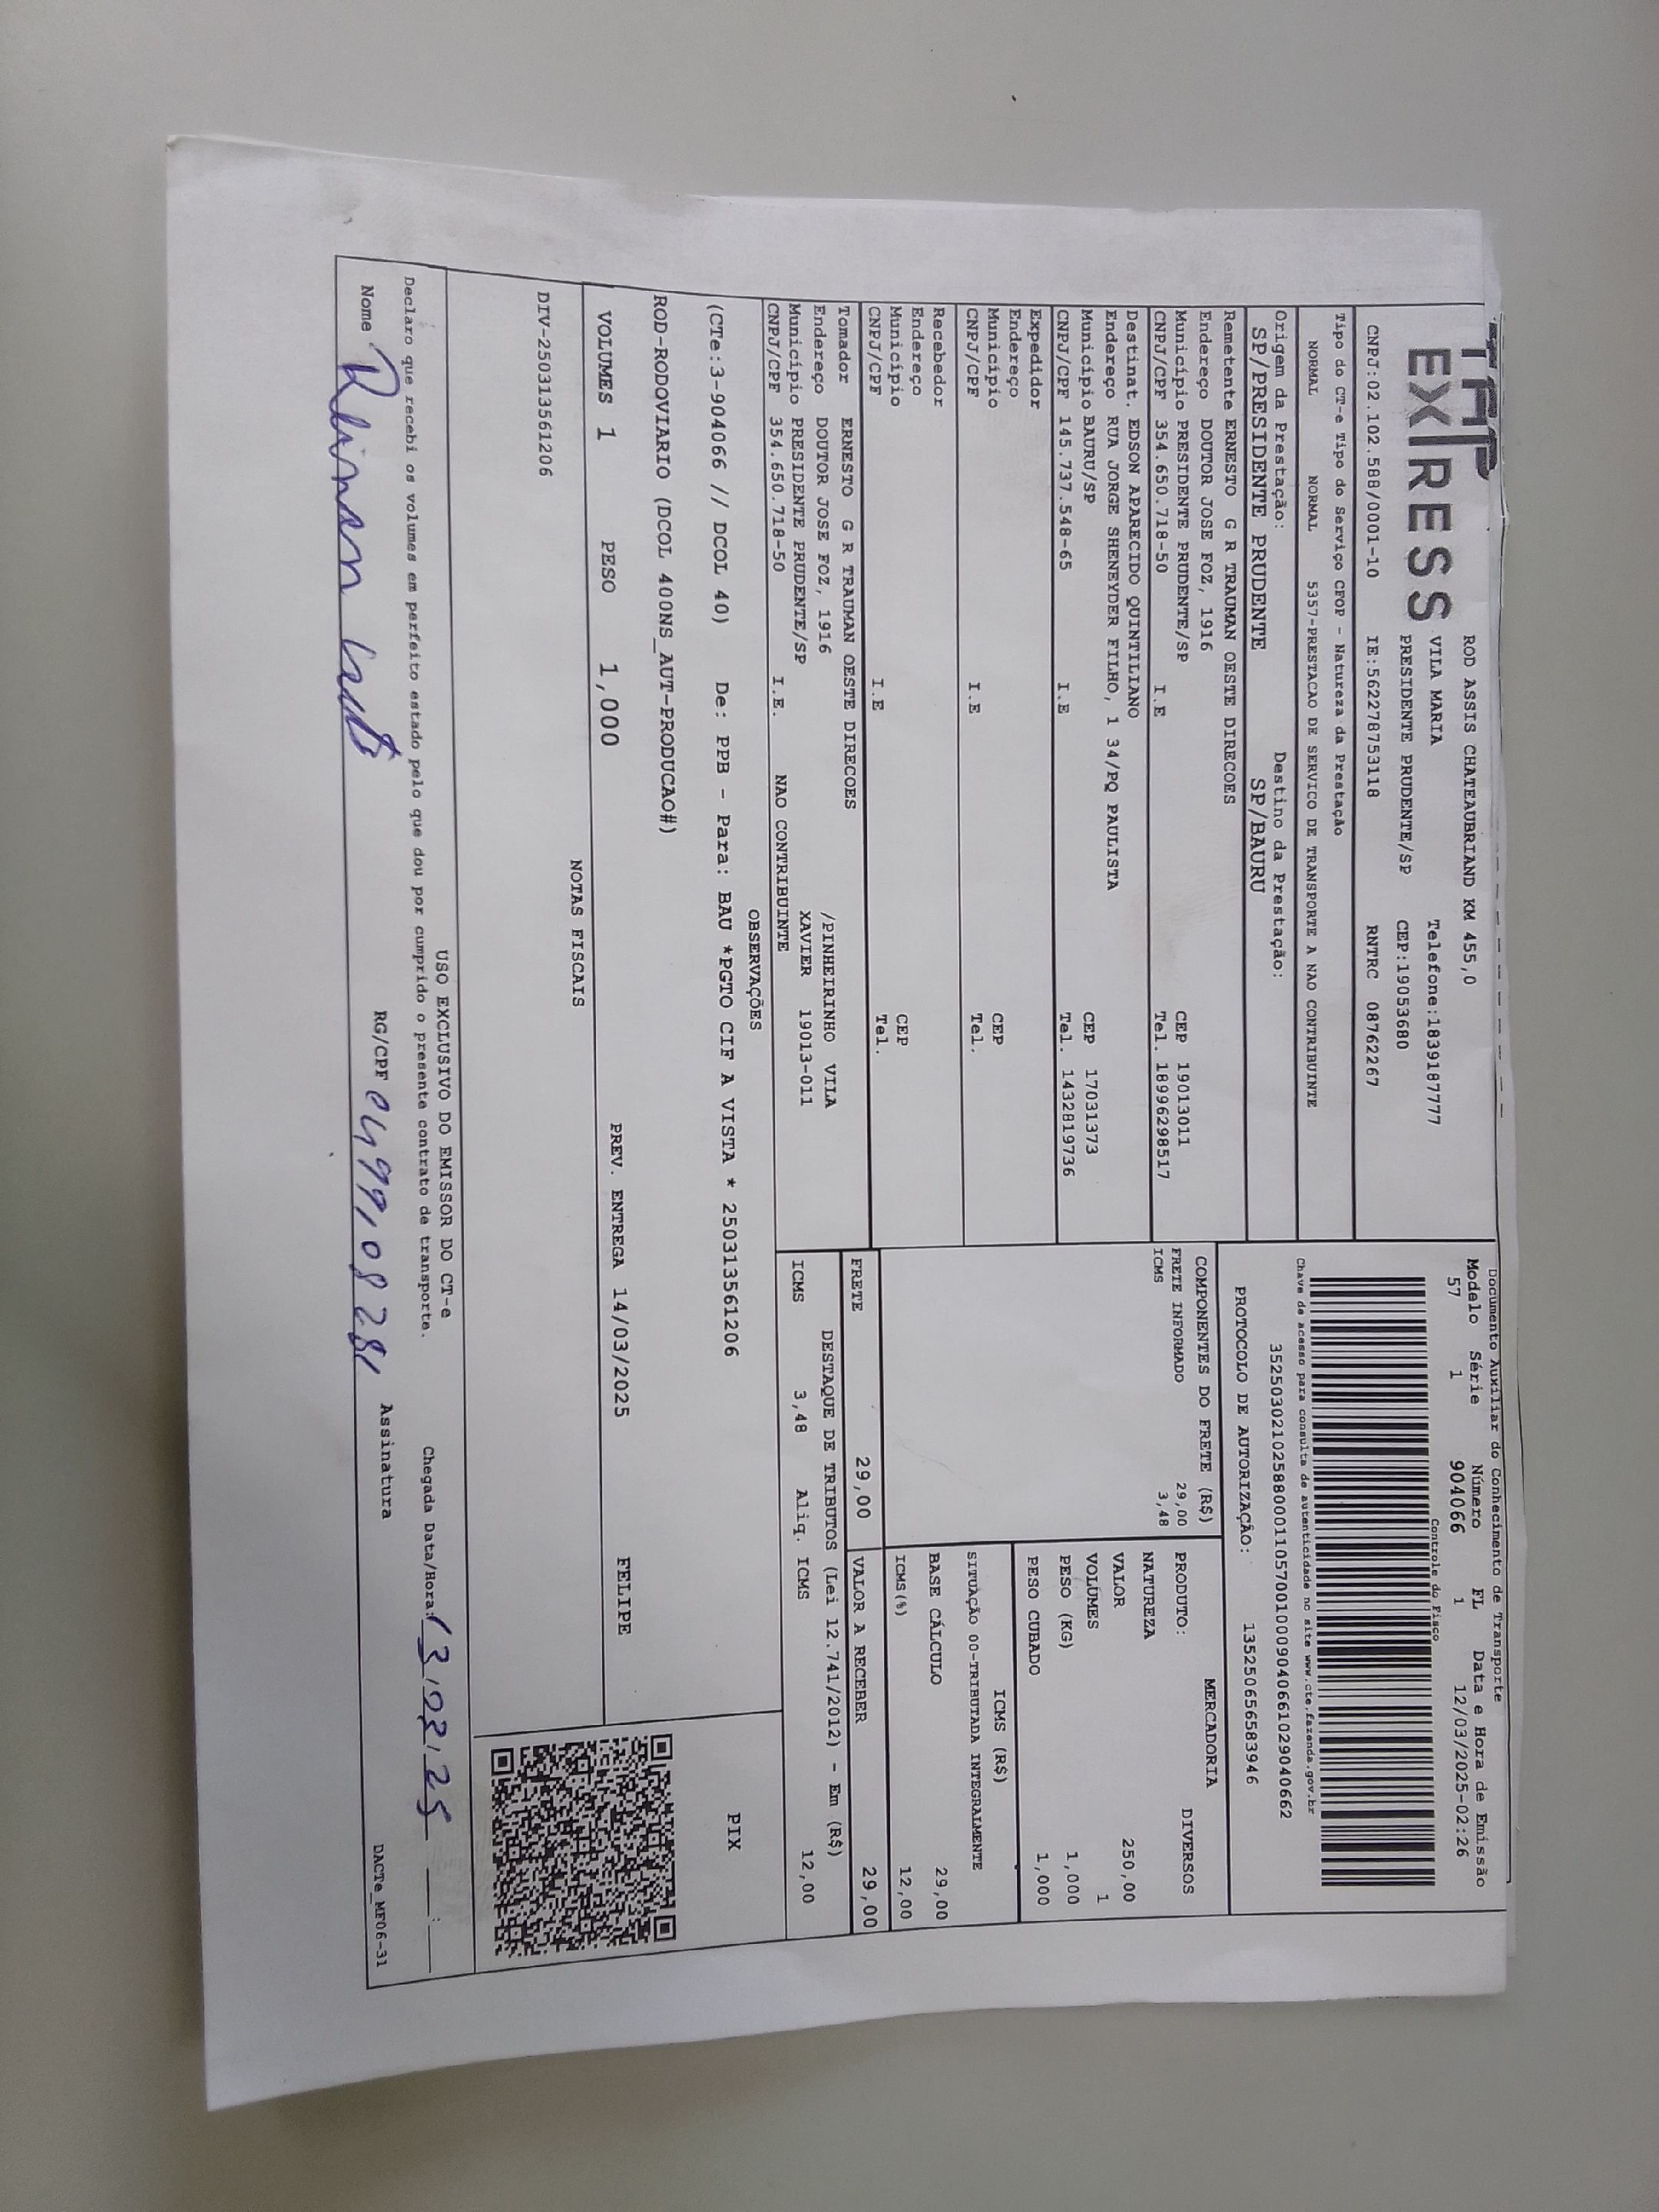 TAP
EXPRESS
ROD ASSIS CHATEAUBRIAND KM 455,0
VILA MARIA Telefone:1839187777
PRESIDENTE PRUDENTE/SP CEP:19053680
CNPJ:02.102.588/0001-10 IE:562278753118 RNTRC 08762267
Documento Auxiliar do Conhecimento de Transporte
Modelo Série Número FL Data e Hora de Emissão
57 1 904066 1 12/03/2025-02:26
Controle do Fisco
Chave de acesso para consulta de autenticidade no site www.cte.fazenda.gov.br
35250302102588000110570010009040661029040662
PROTOCOLO DE AUTORIZAÇÃO: 135250656583946
Tipo do CT-e Tipo do Serviço CFOP - Natureza da Prestação
NORMAL NORMAL 5357-PRESTACAO DE SERVICO DE TRANSPORTE A NAO CONTRIBUINTE
Origem da Prestação: Destino da Prestação:
SP/PRESIDENTE PRUDENTE SP/BAURU
Remetente ERNESTO G R TRAUMAN OESTE DIRECOES
Endereço DOUTOR JOSE FOZ, 1916
Município PRESIDENTE PRUDENTE/SP CEP 19013011
CNPJ/CPF 354.650.718-50 I.E Tel. 18996298517
Destinat. EDSON APARECIDO QUINTILIANO
Endereço RUA JORGE SHENEYDER FILHO, 1 34/PQ PAULISTA
Município BAURU/SP CEP 17031373
CNPJ/CPF 145.737.548-65 I.E Tel. 1432819736
Expedidor
Endereço
Município CEP
CNPJ/CPF I.E Tel.
Recebedor
Endereço
Município CEP
CNPJ/CPF I.E Tel.
Tomador ERNESTO G R TRAUMAN OESTE DIRECOES
Endereço DOUTOR JOSE FOZ, 1916 /PINHEIRINHO VILA
Município PRESIDENTE PRUDENTE/SP XAVIER 19013-011
CNPJ/CPF 354.650.718-50 I.E. NAO CONTRIBUINTE
COMPONENTES DO FRETE (R$)
FRETE INFORMADO 29,00
ICMS 3,48
MERCADORIA
PRODUTO: DIVERSOS
NATUREZA
VALOR 250,00
VOLUMES 1
PESO (KG) 1,000
PESO CUBADO 1,000
ICMS (R$)
SITUAÇÃO 00-TRIBUTADA INTEGRALMENTE
BASE CÁLCULO 29,00
ICMS(%) 12,00
FRETE 29,00 VALOR A RECEBER 29,00
DESTAQUE DE TRIBUTOS (Lei 12.741/2012) - Em (R$)
ICMS 3,48 Aliq. ICMS 12,00
OBSERVAÇÕES
(CTe:3-904066 // DCOL 40) De: PPB - Para: BAU *PGTO CIF A VISTA * 250313561206
ROD-RODOVIARIO (DCOL 400NS_AUT-PRODUCAO#)
PIX
VOLUMES 1 PESO 1,000 PREV. ENTREGA 14/03/2025 FELIPE
NOTAS FISCAIS
DIV-250313561206
USO EXCLUSIVO DO EMISSOR DO CT-e
Declaro que recebi os volumes em perfeito estado pelo que dou por cumprido o presente contrato de transporte. Chegada Data/Hora: 13/03/25 __:__
Nome RG/CPF Assinatura
DACTe_MF06-31